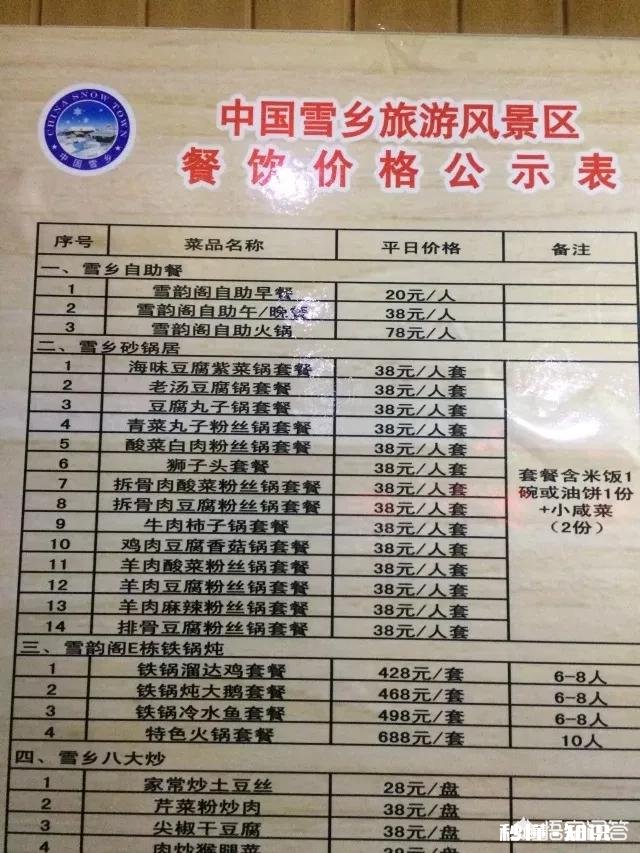 CHINA SNOW TOWN
中国雪乡
中国雪乡旅游风景区
餐饮价格公示表
序号 菜品名称 平日价格 备注
一、雪乡自助餐
1 雪韵阁自助早餐 20元/人
2 雪韵阁自助午/晚餐 38元/人
3 雪韵阁自助火锅 78元/人
二、雪乡砂锅居
1 海味豆腐紫菜锅套餐 38元/人套
2 老汤豆腐锅套餐 38元/人套
3 豆腐丸子锅套餐 38元/人套
4 青菜丸子粉丝锅套餐 38元/人套
5 酸菜白肉粉丝锅套餐 38元/人套
6 狮子头套餐 38元/人套
7 拆骨肉酸菜粉丝锅套餐 38元/人套
8 拆骨肉豆腐粉丝锅套餐 38元/人套
9 牛肉柿子锅套餐 38元/人套
10 鸡肉豆腐香菇锅套餐 38元/人套
11 羊肉酸菜粉丝锅套餐 38元/人套
12 羊肉豆腐粉丝锅套餐 38元/人套
13 羊肉麻辣粉丝锅套餐 38元/人套
14 排骨豆腐粉丝锅套餐 38元/人套
套餐含米饭1
碗或油饼1份
+小咸菜
（2份）
三、雪韵阁E栋铁锅炖
1 铁锅溜达鸡套餐 428元/套 6-8人
2 铁锅炖大鹅套餐 468元/套 6-8人
3 铁锅冷水鱼套餐 498元/套 6-8人
4 特色火锅套餐 688元/套 10人
四、雪乡八大炒
1 家常炒土豆丝 28元/盘
2 芹菜粉炒肉 38元/盘
3 尖椒干豆腐 38元/盘
4 肉炒猴腿菜 38元/盘
悟空问答
秒懂·知识